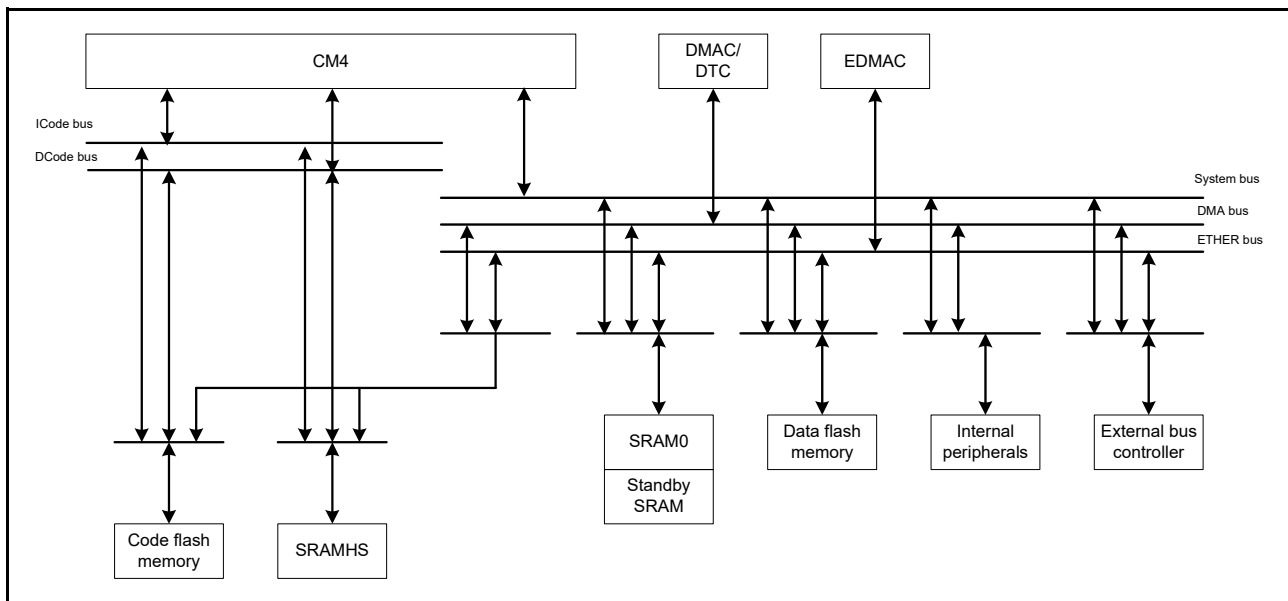 CM4
DMAC/
DTC
EDMAC
ICode bus
DCode bus
System bus
DMA bus
ETHER bus
SRAM0
Standby
SRAM
Data flash
memory
Internal
peripherals
External bus
controller
Code flash
memory
SRAMHS